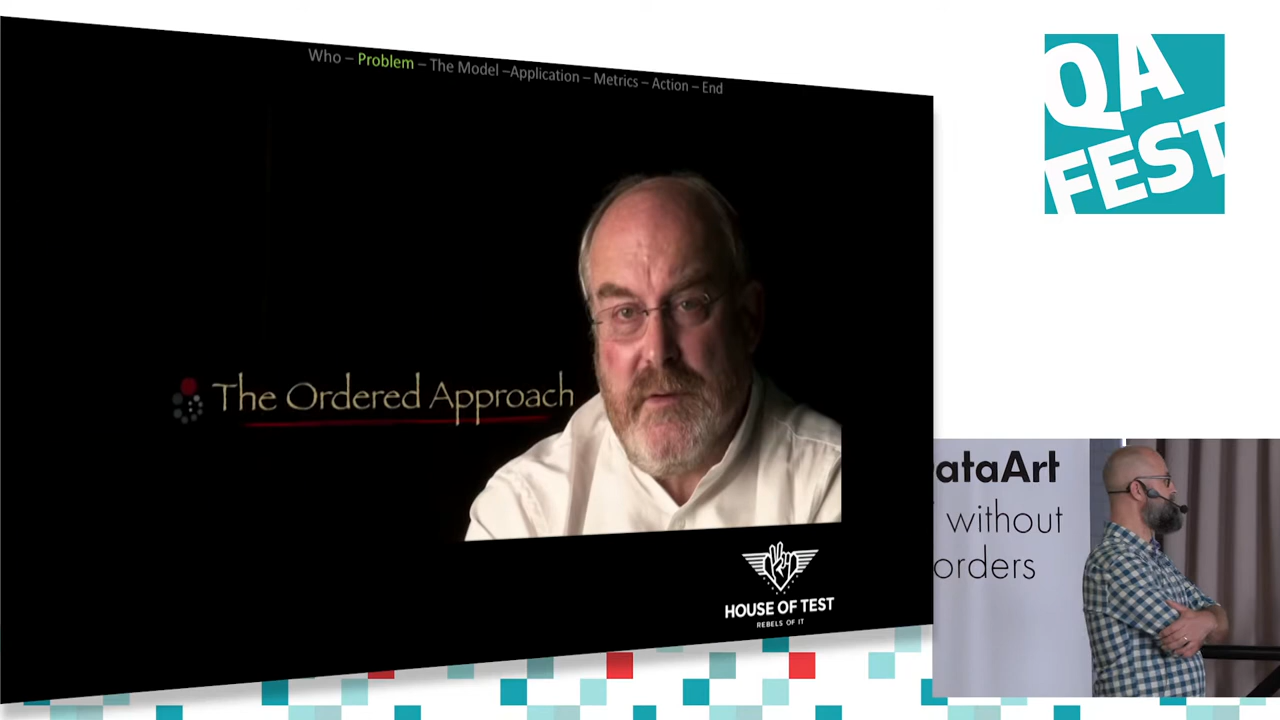 Who – Problem – The Model –Application – Metrics – Action – End
The Ordered Approach
HOUSE OF TEST
REBELS OF IT
QA
FEST
ataArt
without
orders